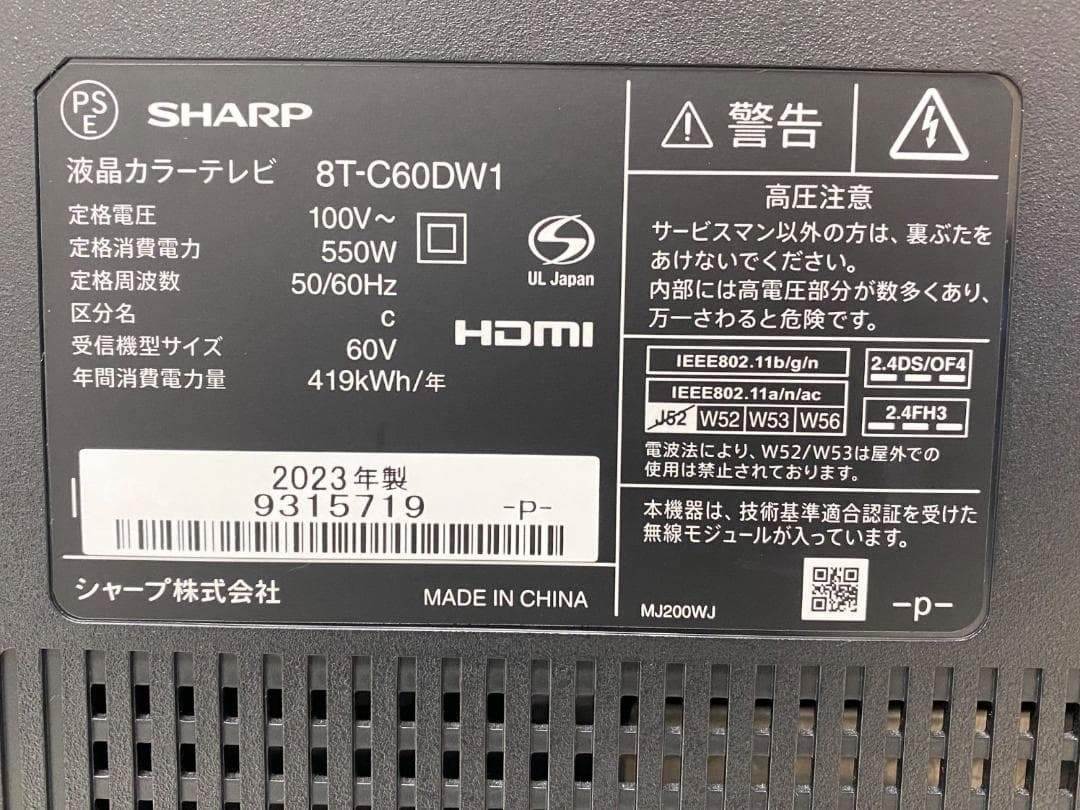 PS
E
SHARP
液晶カラーテレビ 8T-C60DW1
定格電圧 100V~
定格消費電力 550W
定格周波数 50/60Hz
区分名 C
受信機型サイズ 60V
年間消費電力量 419kWh/年
UL Japan
HDMI
2023年製
9315719 -P-
シャープ株式会社 MADE IN CHINA
警告
高圧注意
サービスマン以外の方は、裏ぶたを
あけないでください。
内部には高電圧部分が数多くあり、
万一さわると危険です。
IEEE802.11b/g/n
2.4DS/OF4
IEEE802.11a/n/ac
J52 W52 W53 W56
2.4FH3
電波法により、W52/W53は屋外での
使用は禁止されております。
本機器は、技術基準適合認証を受けた
無線モジュールが入っています。
MJ200WJ -p-